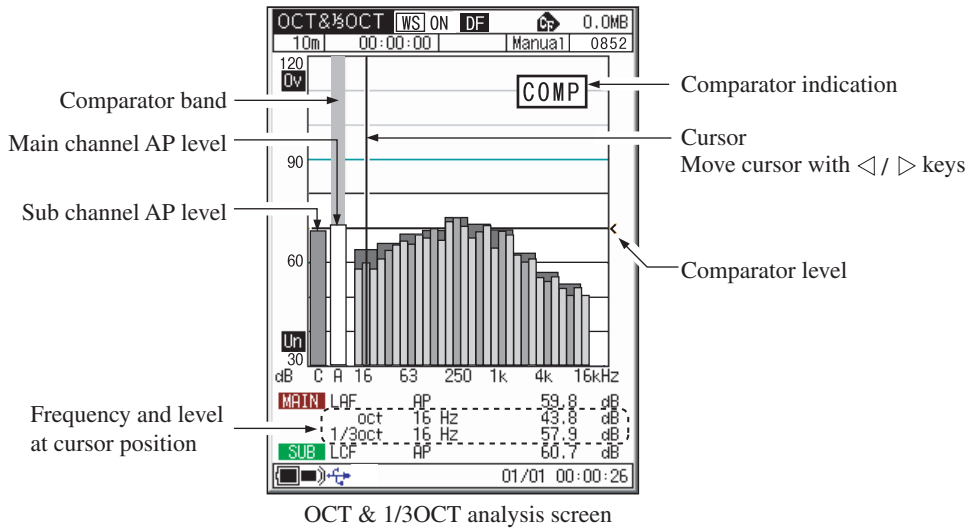 OCT&⅓OCT WS ON DF CF 0.0MB
10m 00:00:00 Manual 0852
120
Ov
COMP
Comparator indication
Comparator band
Cursor
Move cursor with ◁ / ▷ keys
Main channel AP level
90
Sub channel AP level
60
Comparator level
Un
30
dB C A 16 63 250 1k 4k 16kHz
MAIN LAF AP 59.8 dB
oct 16 Hz 43.8 dB
1/3oct 16 Hz 57.9 dB
SUB LCF AP 60.7 dB
Frequency and level
at cursor position
01/01 00:00:26
OCT & 1/3OCT analysis screen